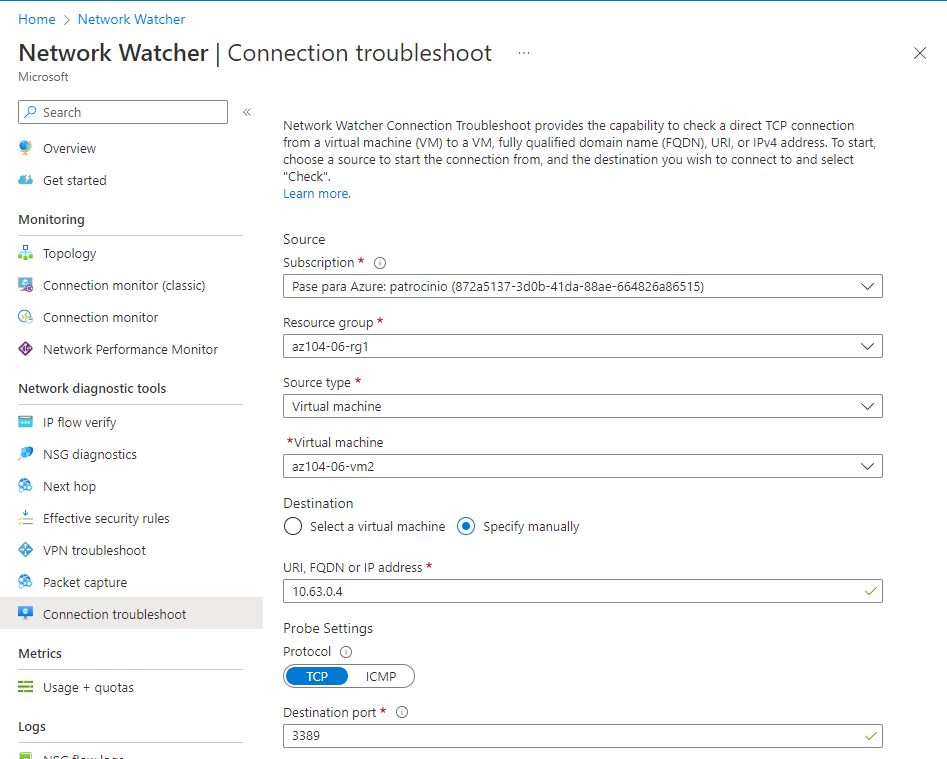 Home > Network Watcher
Network Watcher | Connection troubleshoot ...
Microsoft
Search «
Overview
Get started
Monitoring
Topology
Connection monitor (classic)
Connection monitor
Network Performance Monitor
Network diagnostic tools
IP flow verify
NSG diagnostics
Next hop
Effective security rules
VPN troubleshoot
Packet capture
Connection troubleshoot
Metrics
Usage + quotas
Logs
NSG flow logs
Network Watcher Connection Troubleshoot provides the capability to check a direct TCP connection
from a virtual machine (VM) to a VM, fully qualified domain name (FQDN), URI, or IPv4 address. To start,
choose a source to start the connection from, and the destination you wish to connect to and select
"Check".
Learn more.
Source
Subscription *
Pase para Azure: patrocinio (872a5137-3d0b-41da-88ae-664826a86515)
Resource group *
az104-06-rg1
Source type *
Virtual machine
*Virtual machine
az104-06-vm2
Destination
Select a virtual machine Specify manually
URI, FQDN or IP address *
10.63.0.4
Probe Settings
Protocol
TCP ICMP
Destination port *
3389